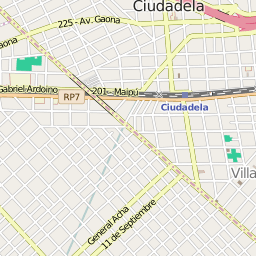 Ciudadela
225 - Av. Gaona
Gaona
Gabriel Ardoino
201 - Maipú
RP7
Ciudadela
Villa
General Acha
11 de Septiembre